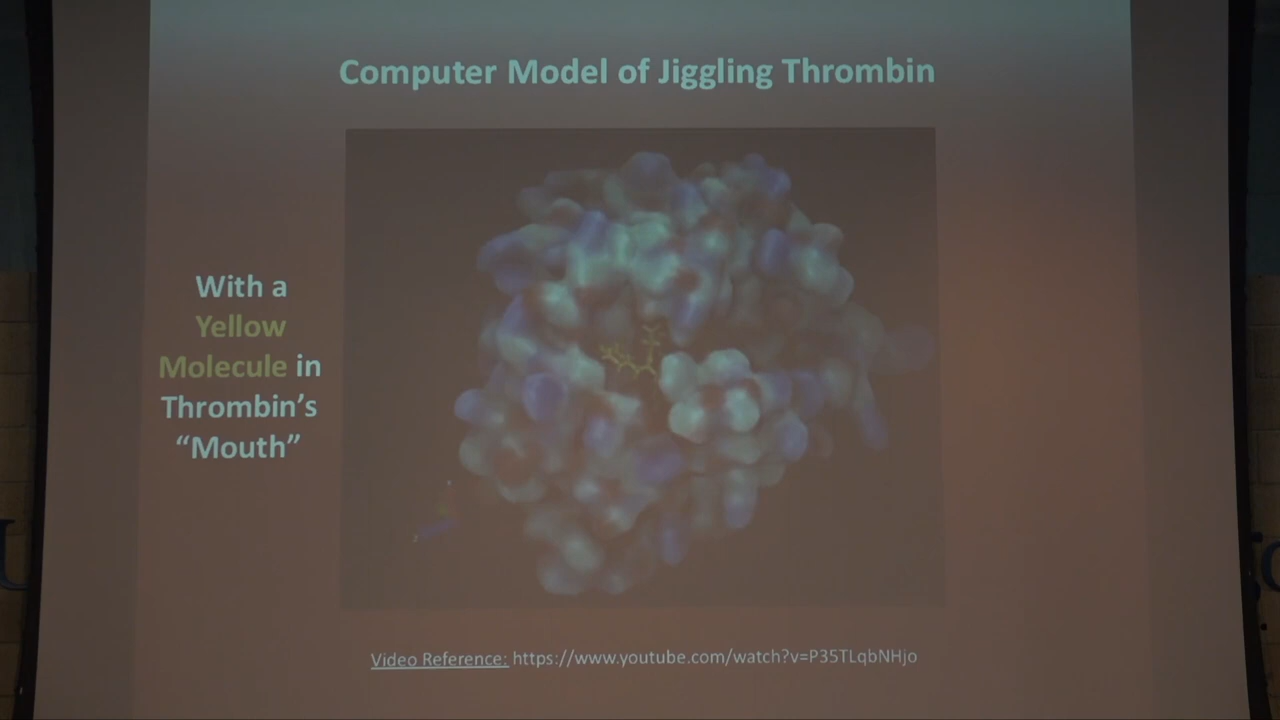 Computer Model of Jiggling Thrombin
With a
Yellow
Molecule in
Thrombin’s
“Mouth”
Video Reference: https://www.youtube.com/watch?v=P35TLqbNHjo